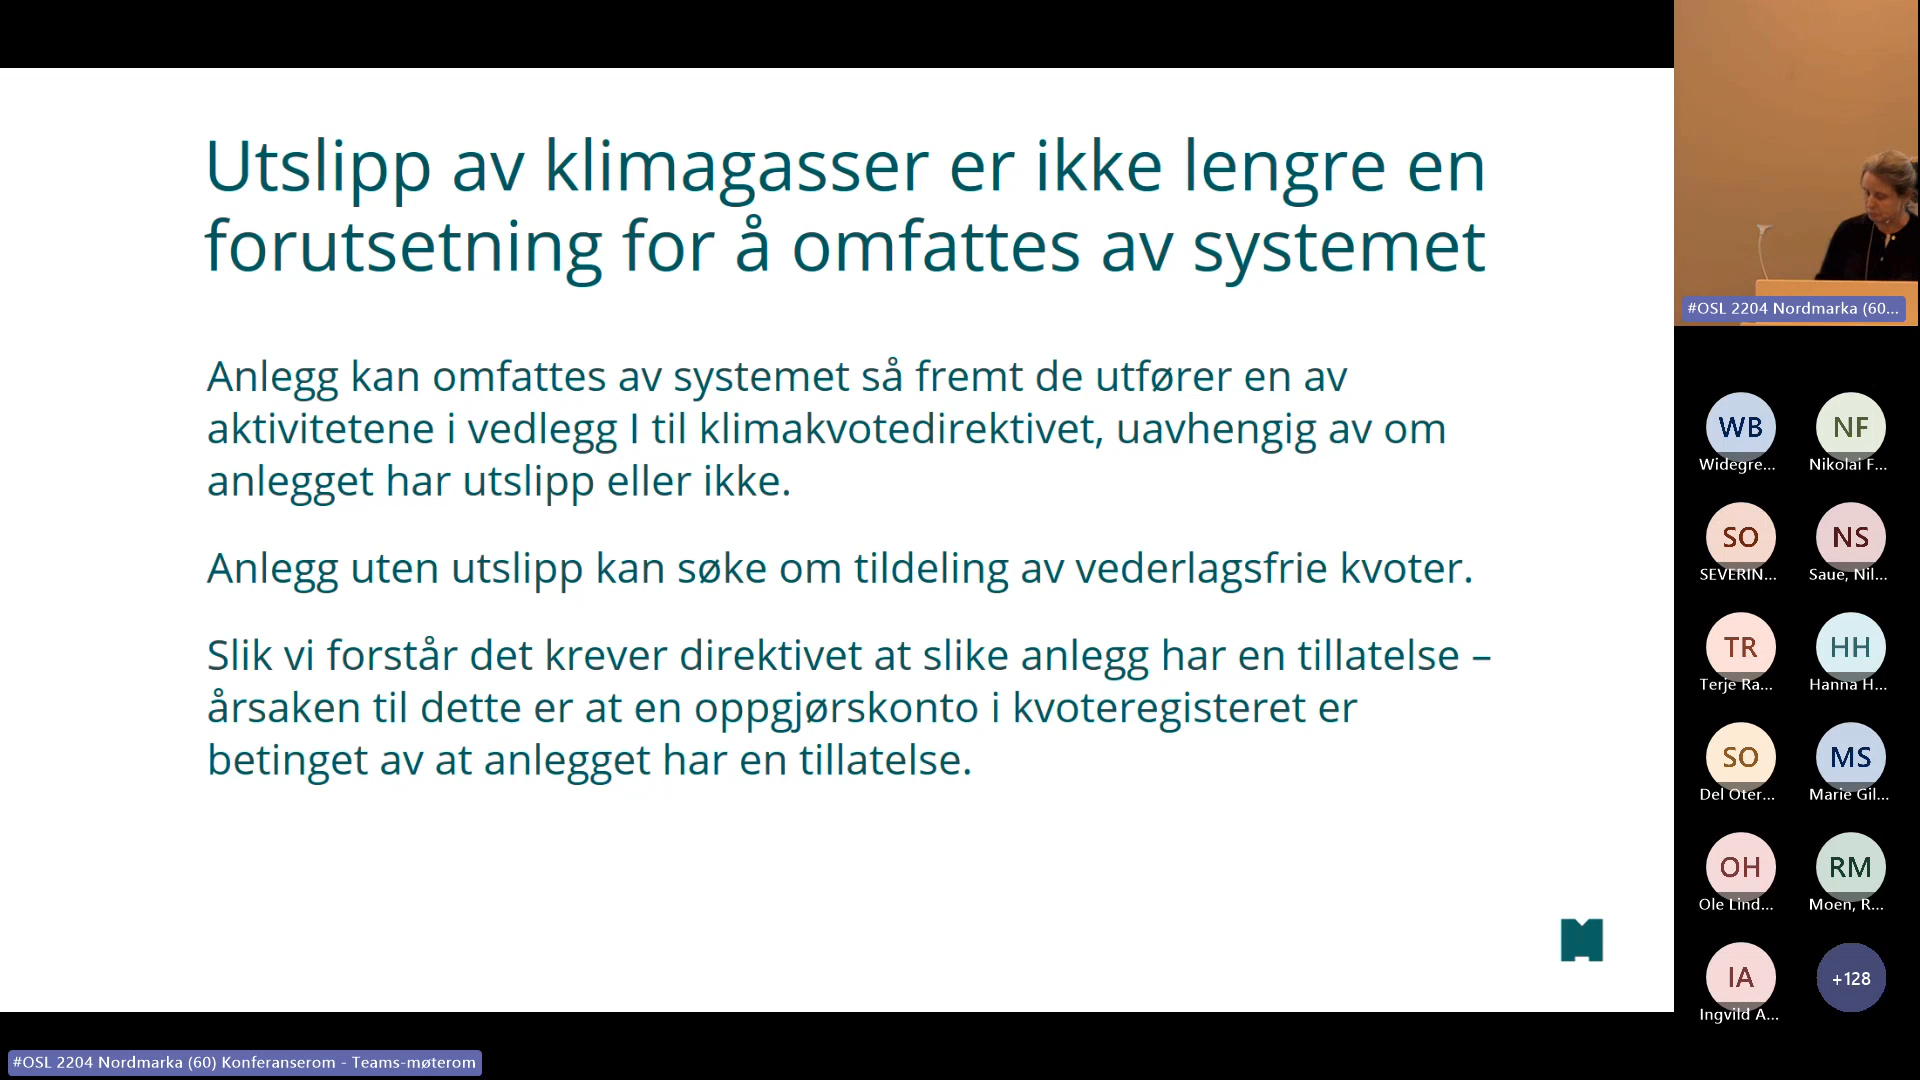 Utslipp av klimagasser er ikke lengre en
forutsetning for å omfattes av systemet
Anlegg kan omfattes av systemet så fremt de utfører en av
aktivitetene i vedlegg I til klimakvotedirektivet, uavhengig av om
anlegget har utslipp eller ikke.
Anlegg uten utslipp kan søke om tildeling av vederlagsfrie kvoter.
Slik vi forstår det krever direktivet at slike anlegg har en tillatelse –
årsaken til dette er at en oppgjørskonto i kvoteregisteret er
betinget av at anlegget har en tillatelse.
M
#OSL 2204 Nordmarka (60...
WB NF
Widegre... Nikolai F...
SO NS
SEVERIN... Saue, Nil...
TR HH
Terje Ra... Hanna H...
SO MS
Del Oter... Marie Gil...
OH RM
Ole Lind... Moen, R...
IA +128
Ingvild A...
#OSL 2204 Nordmarka (60) Konferanserom - Teams-møterom